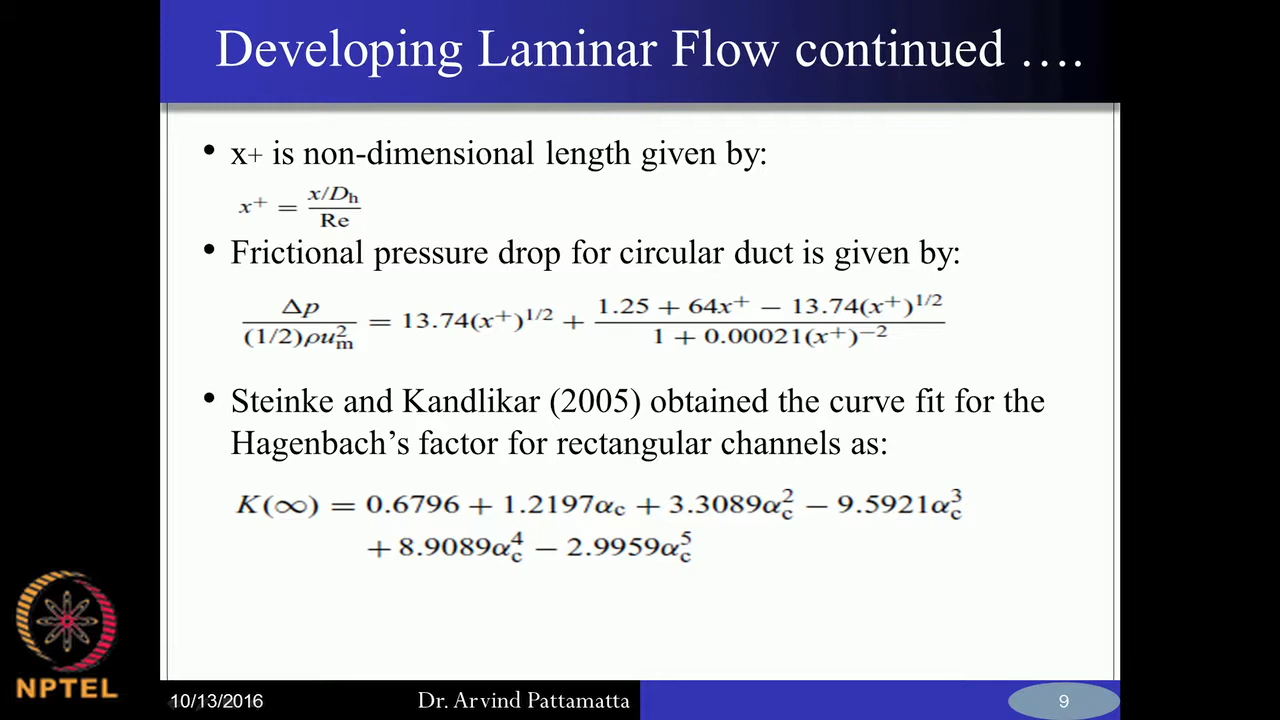 Developing Laminar Flow continued ….
• x+ is non-dimensional length given by:
x⁺ = (x/D_h)/Re
• Frictional pressure drop for circular duct is given by:
Δp/((1/2)ρu_m²) = 13.74(x⁺)^1/2 + (1.25 + 64x⁺ − 13.74(x⁺)^1/2)/(1 + 0.00021(x⁺)^−2)
• Steinke and Kandlikar (2005) obtained the curve fit for the
Hagenbach’s factor for rectangular channels as:
K(∞) = 0.6796 + 1.2197α_c + 3.3089α_c² − 9.5921α_c³
+ 8.9089α_c⁴ − 2.9959α_c⁵
NPTEL
10/13/2016
Dr. Arvind Pattamatta
9